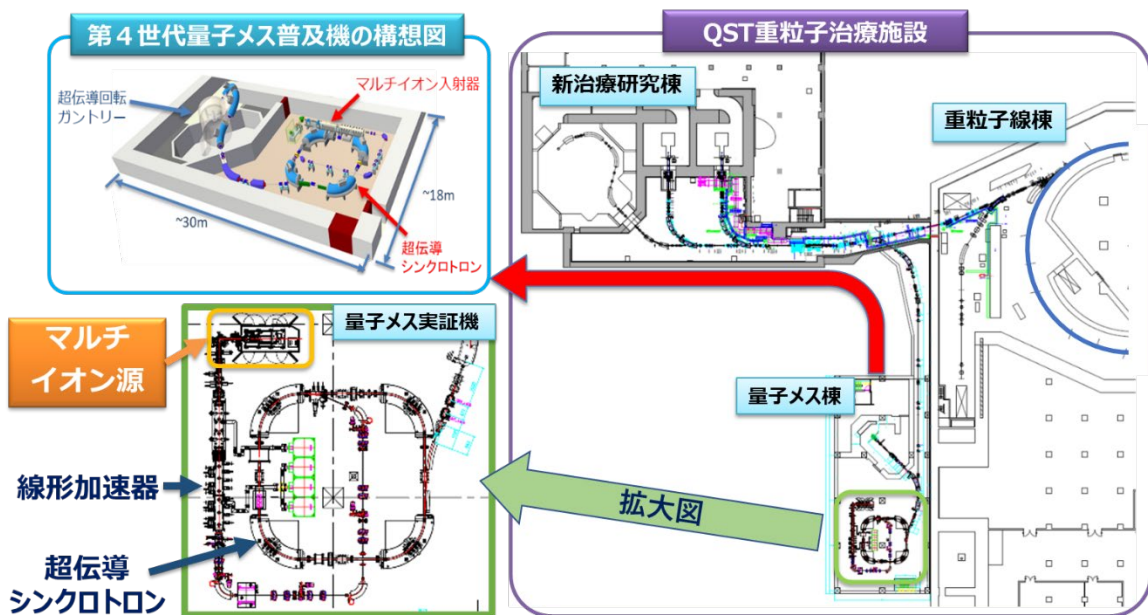 第４世代量子メス普及機の構想図
超伝導回転
ガントリー
マルチイオン入射器
~18m
~30m
超伝導
シンクロトロン
QST重粒子治療施設
新治療研究棟
重粒子線棟
量子メス棟
量子メス実証機
マルチ
イオン源
線形加速器
超伝導
シンクロトロン
拡大図